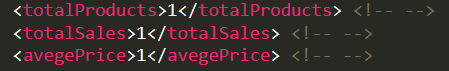 <totalProducts>1</totalProducts> <!-- -->
<totalSales>1</totalSales> <!-- -->
<avegePrice>1</avegePrice> <!-- -->